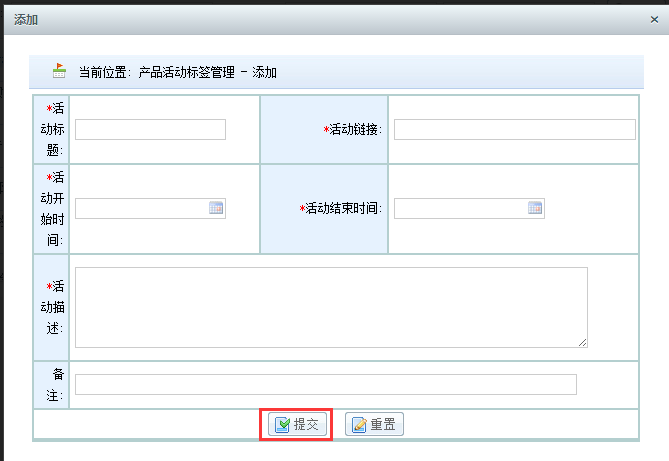 添加
当前位置: 产品活动标签管理 - 添加
*活
动标
题:
*活动链接:
*活
动开
始时
间:
*活动结束时间:
*活
动描
述:
备
注:
提交
重置